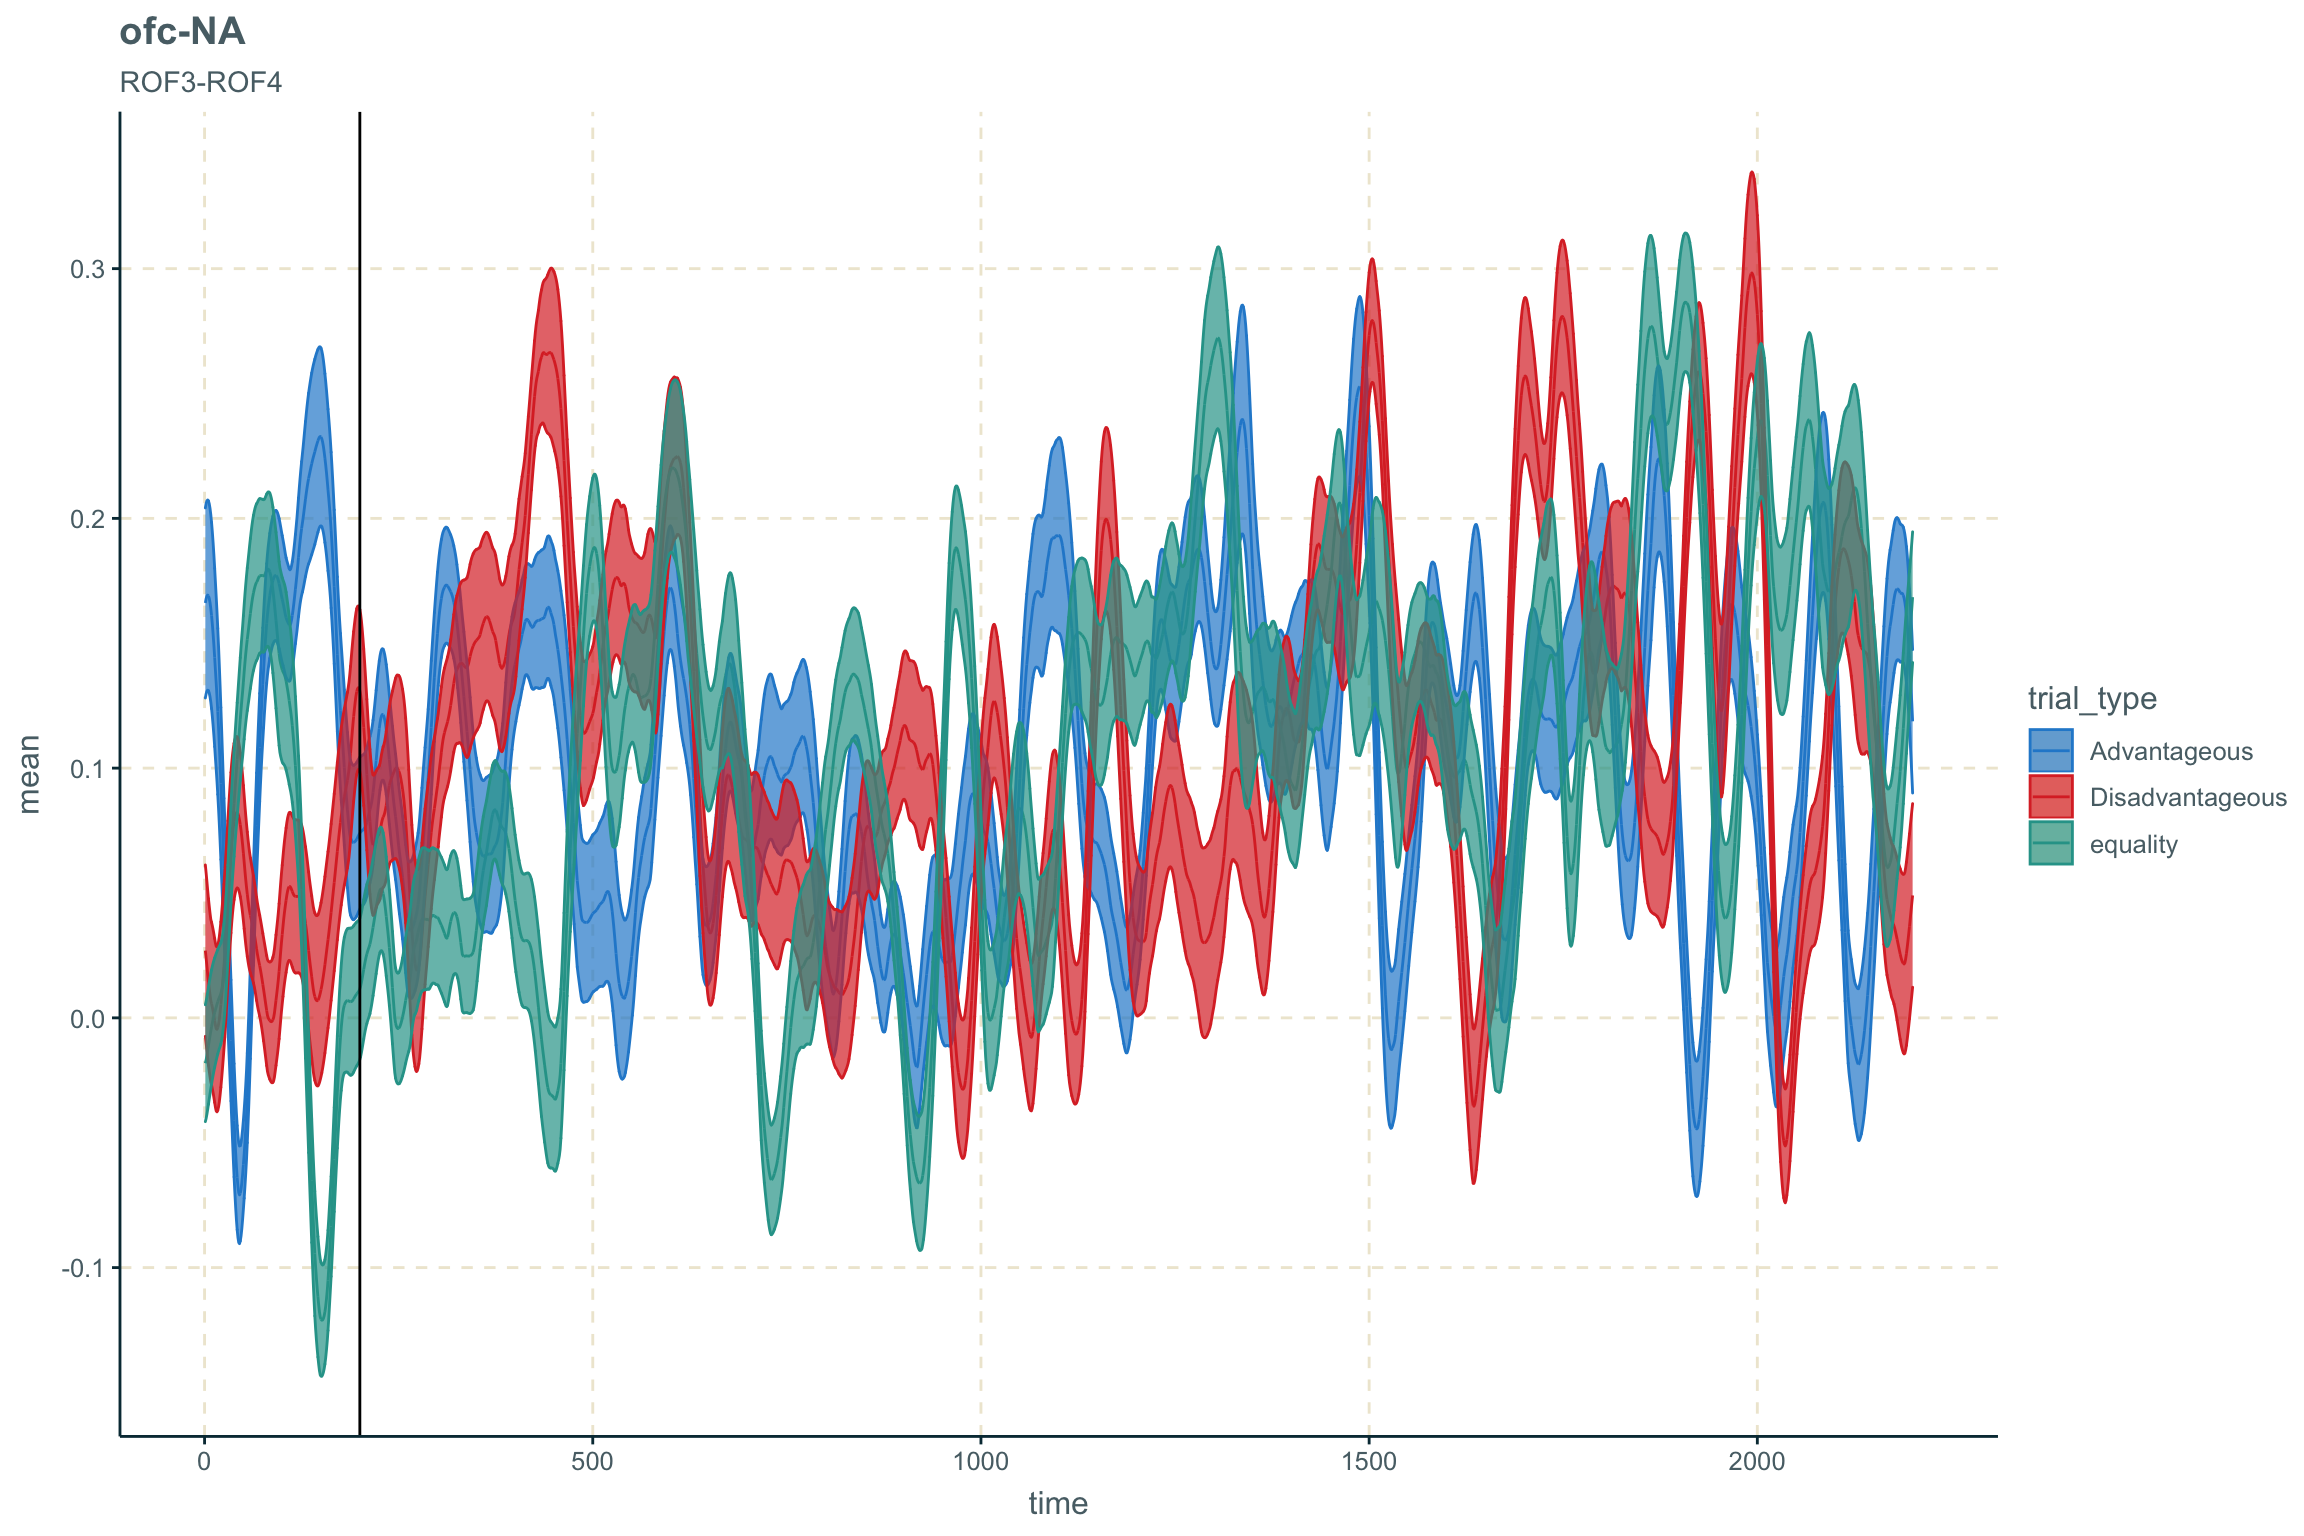 ofc-NA
ROF3-ROF4
mean
0.3
0.2
0.1
0.0
-0.1
0
500
1000
1500
2000
time
trial_type
Advantageous
Disadvantageous
equality